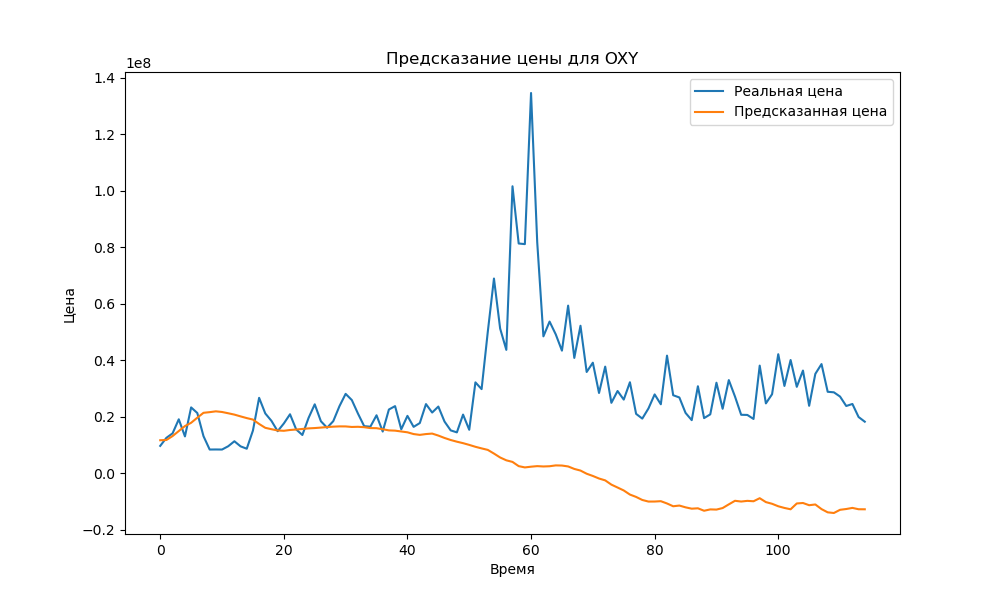 Предсказание цены для OXY
1e8
Реальная цена
Предсказанная цена
1.4
1.2
1.0
0.8
0.6
0.4
0.2
0.0
−0.2
Цена
0 20 40 60 80 100
Время